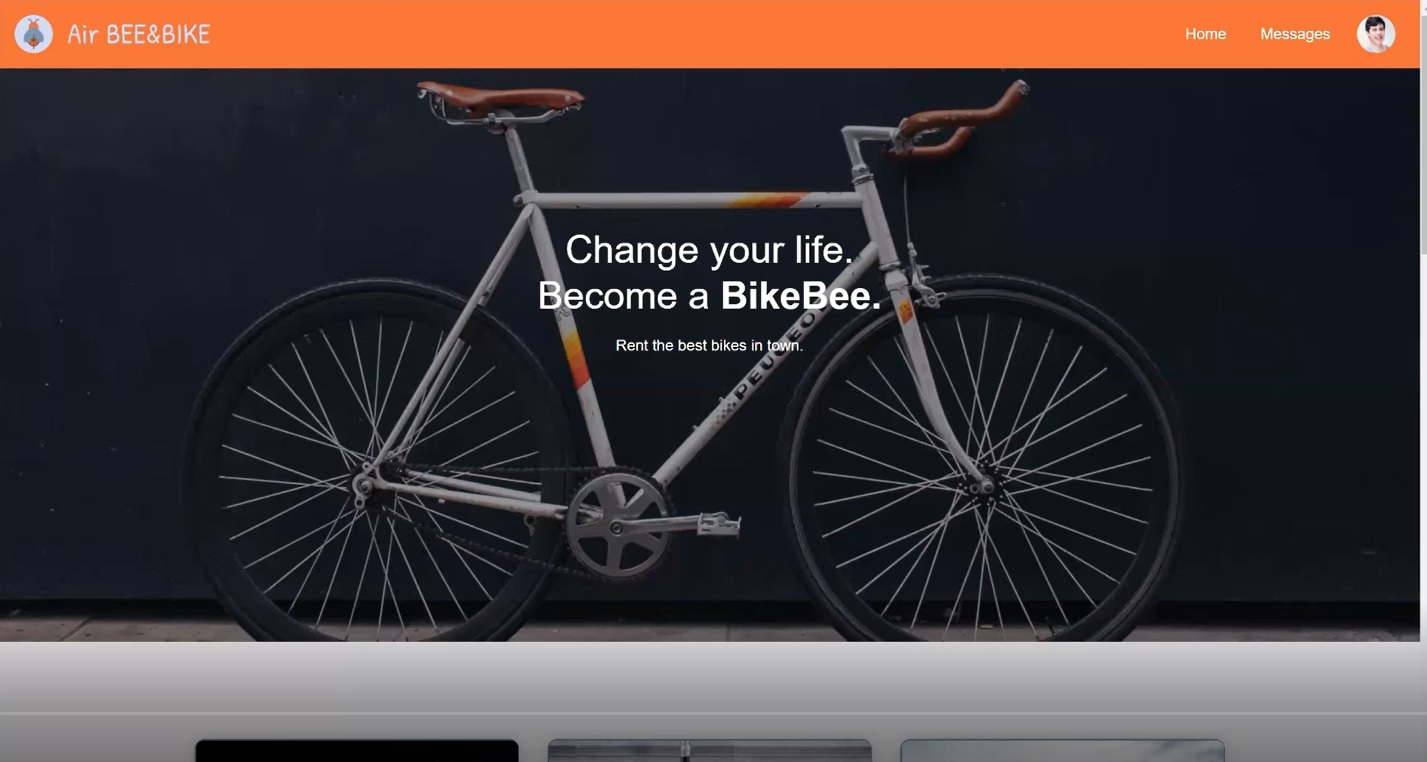 Air BEE&BIKE
Home
Messages
Change your life.
Become a BikeBee.
Rent the best bikes in town.
PEUGEOT